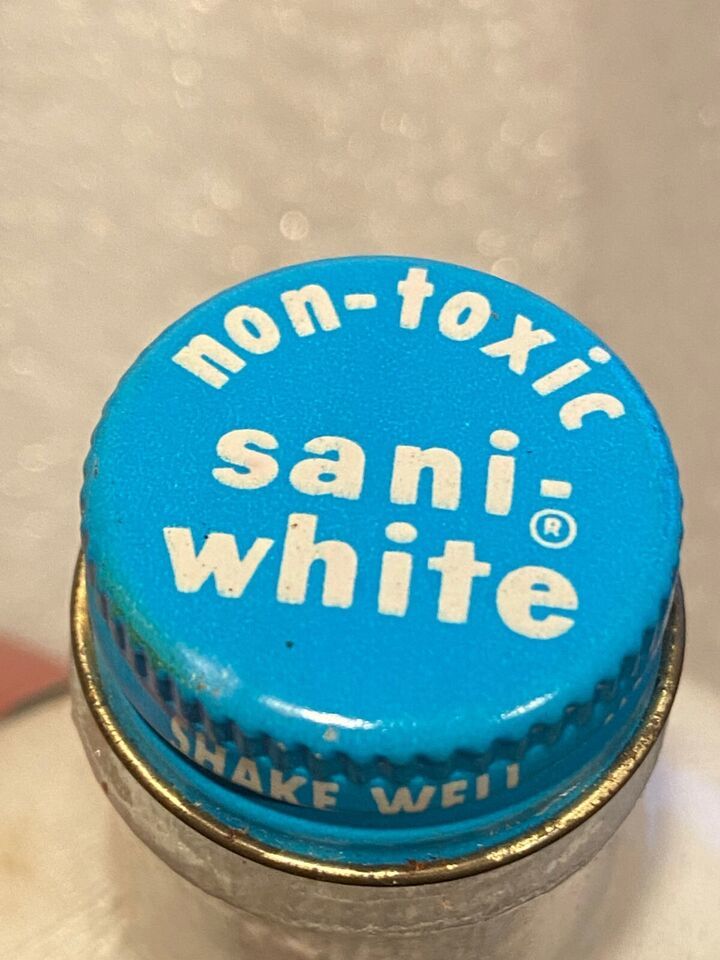 non-toxic
sani-
white®
SHAKE WELL